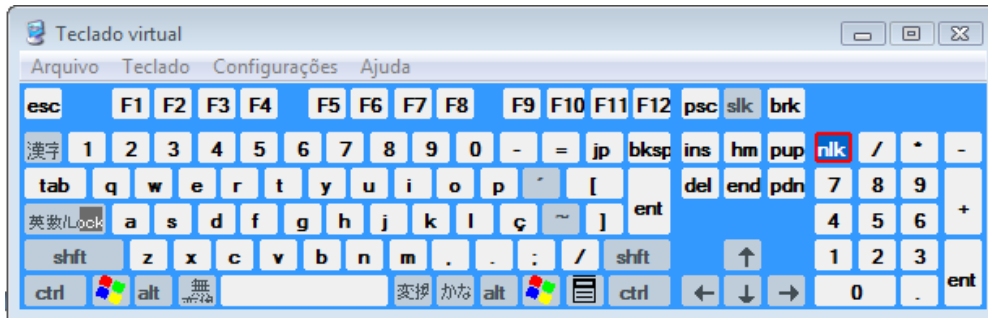 Teclado virtual
Arquivo Teclado Configurações Ajuda
esc F1 F2 F3 F4 F5 F6 F7 F8 F9 F10 F11 F12 psc slk brk
漢字 1 2 3 4 5 6 7 8 9 0 - = jp bksp ins hm pup nlk / * -
tab q w e r t y u i o p ´ [ ent del end pdn 7 8 9 +
英数/Lock a s d f g h j k l ç ~ ] 4 5 6
shft z x c v b n m . . : / shft ↑ 1 2 3 ent
ctrl alt 変換 かな alt ctrl ← ↓ → 0 .